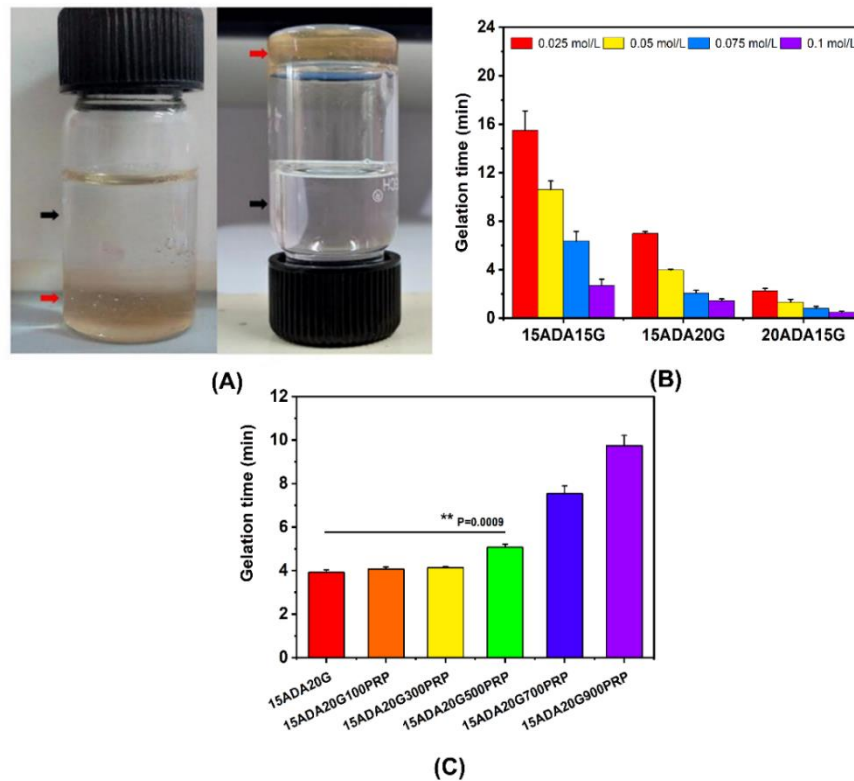 (A)
24
20
16
12
8
4
0
Gelation time (min)
0.025 mol/L 0.05 mol/L 0.075 mol/L 0.1 mol/L
15ADA15G 15ADA20G 20ADA15G
(B)
12
10
8
6
4
2
0
Gelation time (min)
** P=0.0009
15ADA20G
15ADA20G100PRP
15ADA20G300PRP
15ADA20G500PRP
15ADA20G700PRP
15ADA20G900PRP
(C)